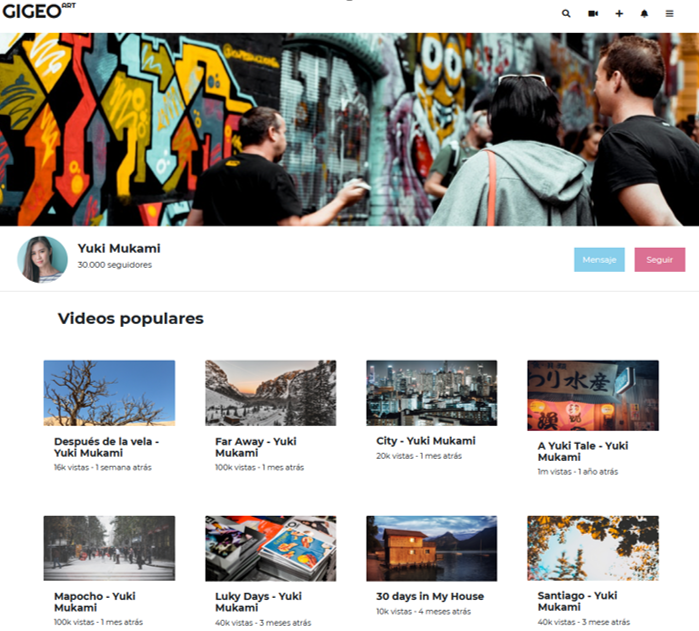 GIGEO ART
Yuki Mukami
30.000 seguidores
Mensaje
Seguir
Videos populares
Después de la vela -
Yuki Mukami
16k vistas - 1 semana atrás
Far Away - Yuki
Mukami
100k vistas - 1 mes atrás
City - Yuki Mukami
20k vistas - 1 mes atrás
つり水産
A Yuki Tale - Yuki
Mukami
1m vistas - 1 año atrás
Mapocho - Yuki
Mukami
100k vistas - 1 mes atrás
Luky Days - Yuki
Mukami
40k vistas - 3 meses atrás
30 days in My House
10k vistas - 4 meses atrás
Santiago - Yuki
Mukami
40k vistas - 3 mese atrás